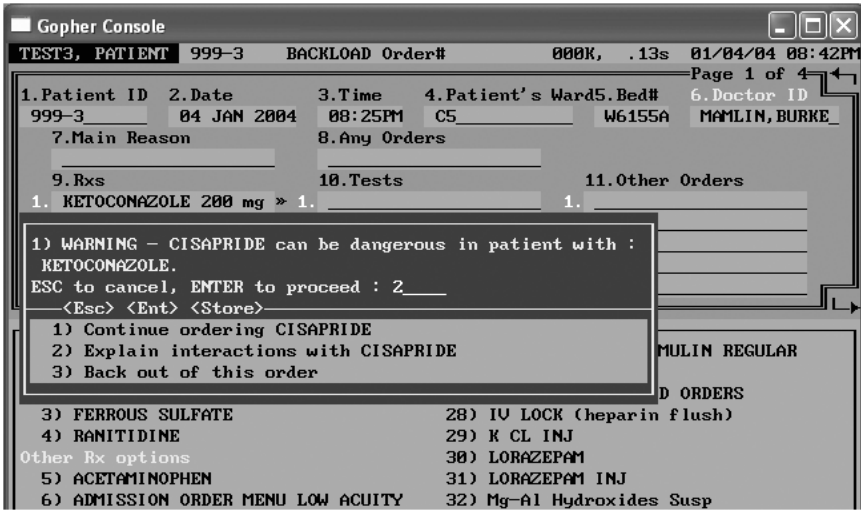 Gopher Console
TEST3, PATIENT 999-3 BACKLOAD Order# 000K, .13s 01/04/04 08:42PM
Page 1 of 4
1.Patient ID 2.Date 3.Time 4.Patient's Ward5.Bed# 6.Doctor ID
999-3 04 JAN 2004 08:25PM C5 W6155A MAMLIN,BURKE
7.Main Reason 8.Any Orders
9.Rxs 10.Tests 11.Other Orders
1. KETOCONAZOLE 200 mg » 1. 1.
1) WARNING – CISAPRIDE can be dangerous in patient with :
KETOCONAZOLE.
ESC to cancel, ENTER to proceed : 2
<Esc> <Ent> <Store>
1) Continue ordering CISAPRIDE
2) Explain interactions with CISAPRIDE
MULIN REGULAR
3) Back out of this order
D ORDERS
3) FERROUS SULFATE 28) IV LOCK (heparin flush)
4) RANITIDINE 29) K CL INJ
Other Rx options 30) LORAZEPAM
5) ACETAMINOPHEN 31) LORAZEPAM INJ
6) ADMISSION ORDER MENU LOW ACUITY 32) Mg-Al Hydroxides Susp